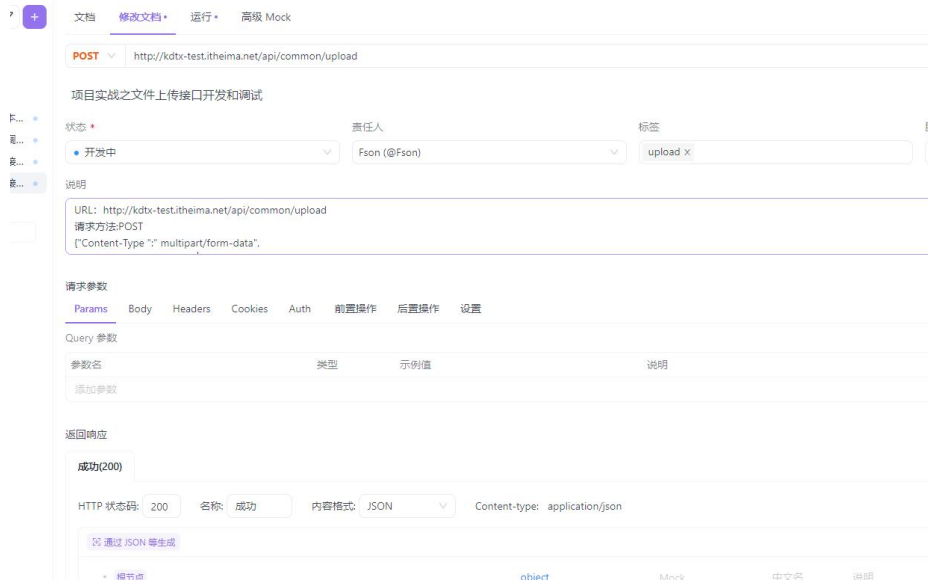 +
文档 修改文档 运行 高级 Mock
POST http://kdtx-test.itheima.net/api/common/upload
项目实战之文件上传接口开发和调试
状态 * 责任人 标签
开发中 Fson (@Fson) upload ×
说明
URL: http://kdtx-test.itheima.net/api/common/upload
请求方法:POST
["Content-Type ":" multipart/form-data",
请求参数
Params Body Headers Cookies Auth 前置操作 后置操作 设置
Query 参数
参数名 类型 示例值 说明
添加参数
返回响应
成功(200)
HTTP 状态码: 200 名称: 成功 内容格式: JSON Content-type: application/json
通过 JSON 等生成
根节点 object Mock 中文名 说明